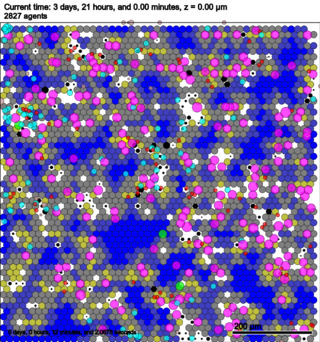 Current time: 3 days, 21 hours, and 0.00 minutes, z = 0.00 μm
2827 agents
200 μm